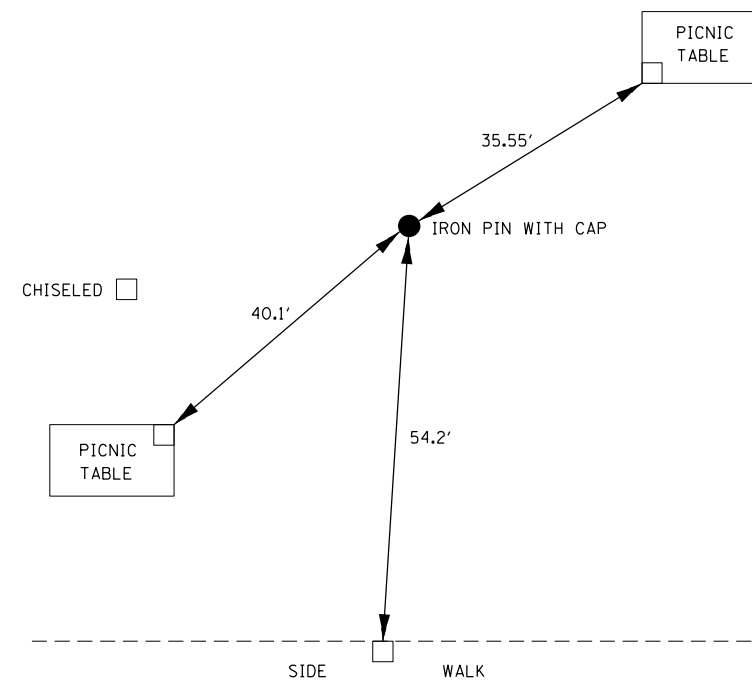 PICNIC
TABLE
35.55'
IRON PIN WITH CAP
CHISELED
40.1'
54.2'
PICNIC
TABLE
SIDE WALK